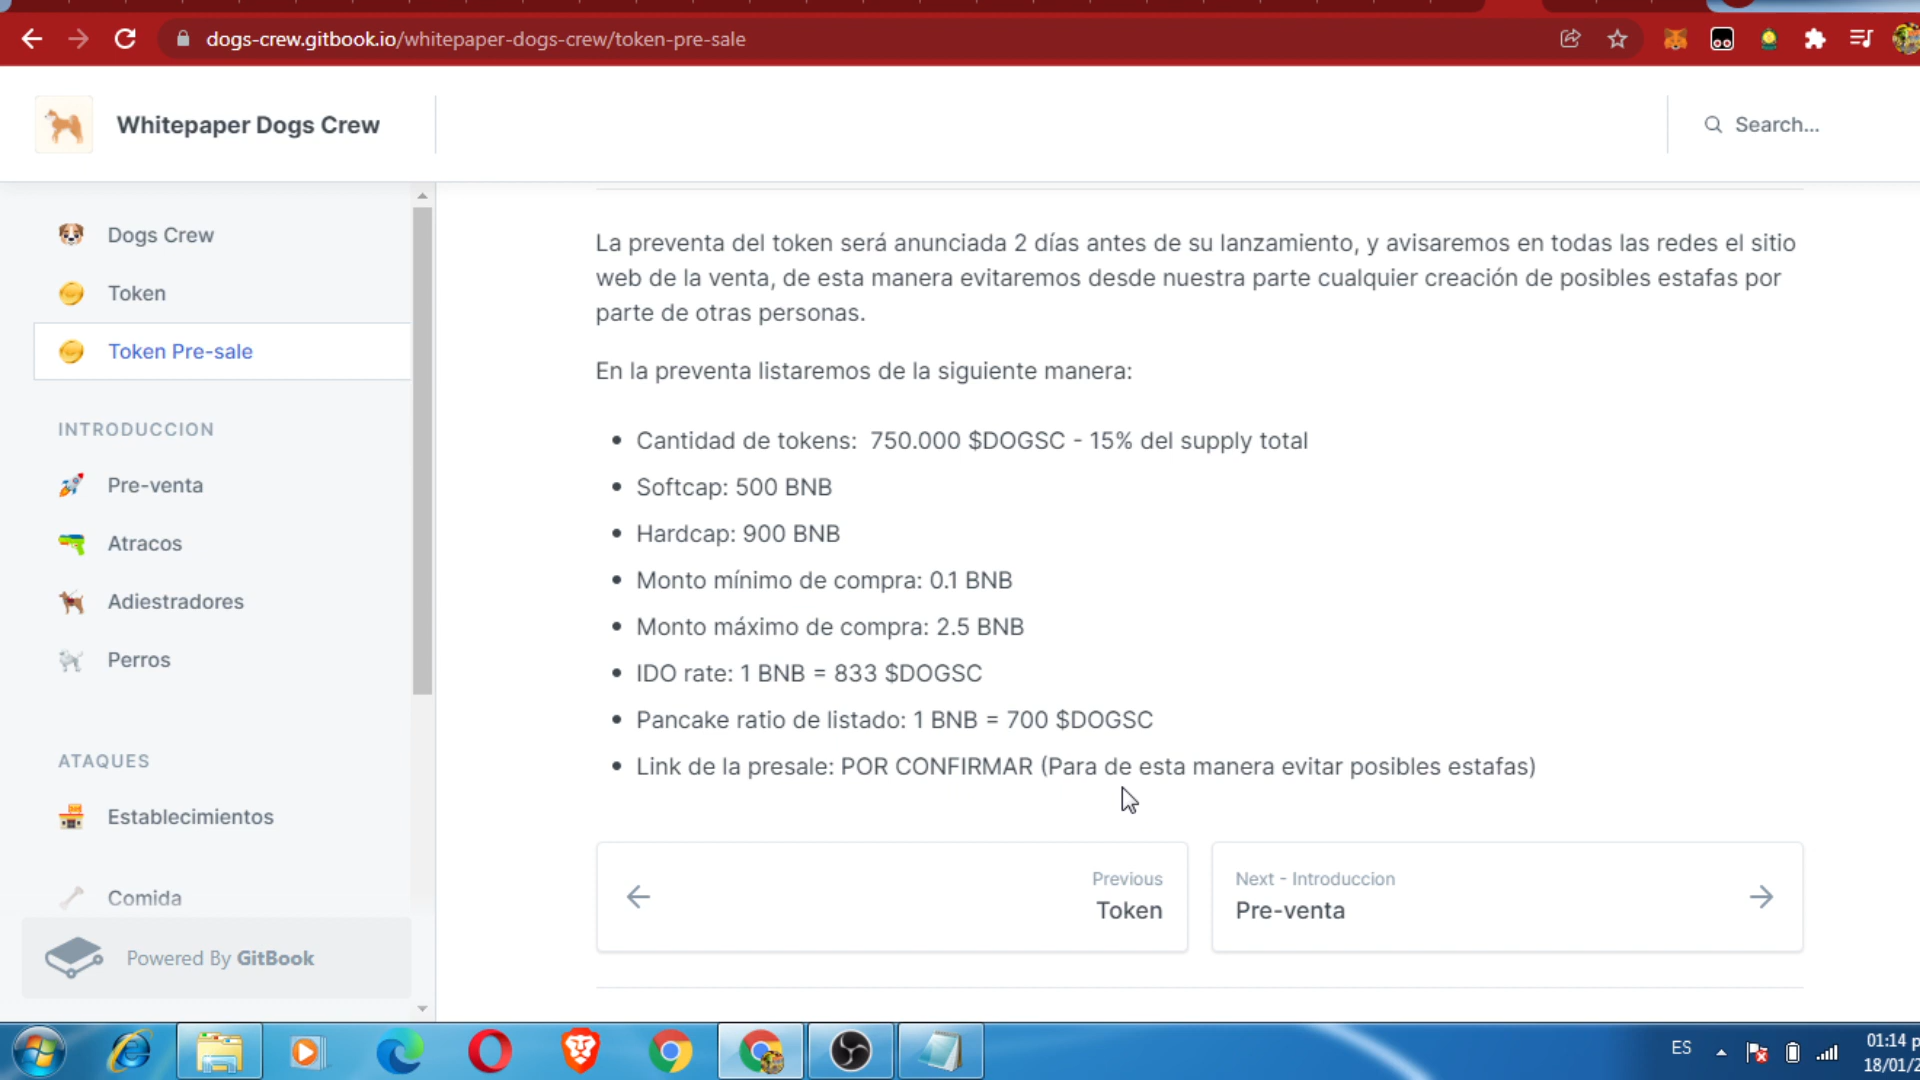 dogs-crew.gitbook.io/whitepaper-dogs-crew/token-pre-sale
Whitepaper Dogs Crew
Search...
Dogs Crew
Token
Token Pre-sale
INTRODUCCION
Pre-venta
Atracos
Adiestradores
Perros
ATAQUES
Establecimientos
Comida
Powered By GitBook
La preventa del token será anunciada 2 días antes de su lanzamiento, y avisaremos en todas las redes el sitio
web de la venta, de esta manera evitaremos desde nuestra parte cualquier creación de posibles estafas por
parte de otras personas.
En la preventa listaremos de la siguiente manera:
• Cantidad de tokens: 750.000 $DOGSC - 15% del supply total
• Softcap: 500 BNB
• Hardcap: 900 BNB
• Monto mínimo de compra: 0.1 BNB
• Monto máximo de compra: 2.5 BNB
• IDO rate: 1 BNB = 833 $DOGSC
• Pancake ratio de listado: 1 BNB = 700 $DOGSC
• Link de la presale: POR CONFIRMAR (Para de esta manera evitar posibles estafas)
Previous
Token
Next - Introduccion
Pre-venta
ES
01:14 p
18/01/2